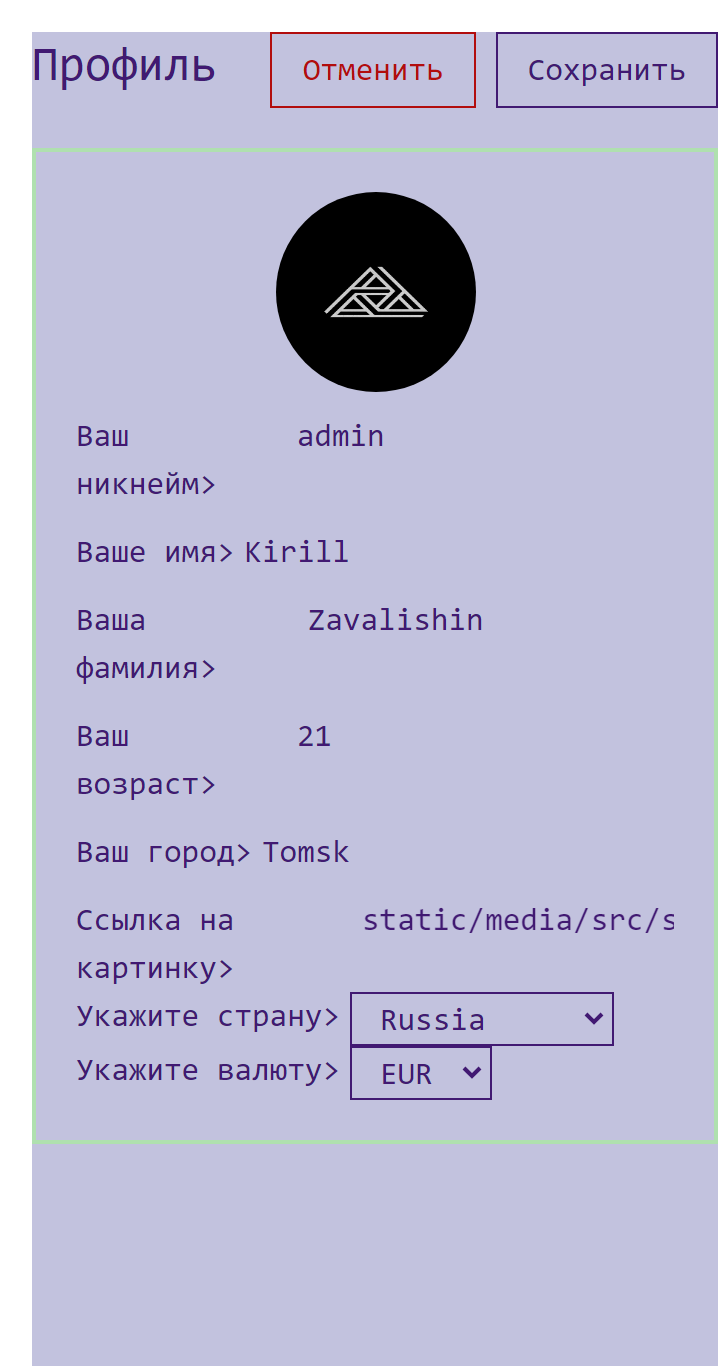 Профиль Отменить Сохранить
Ваш admin
никнейм>
Ваше имя> Kirill
Ваша Zavalishin
фамилия>
Ваш 21
возраст>
Ваш город> Tomsk
Ссылка на static/media/src/s
картинку>
Укажите страну> Russia
Укажите валюту> EUR